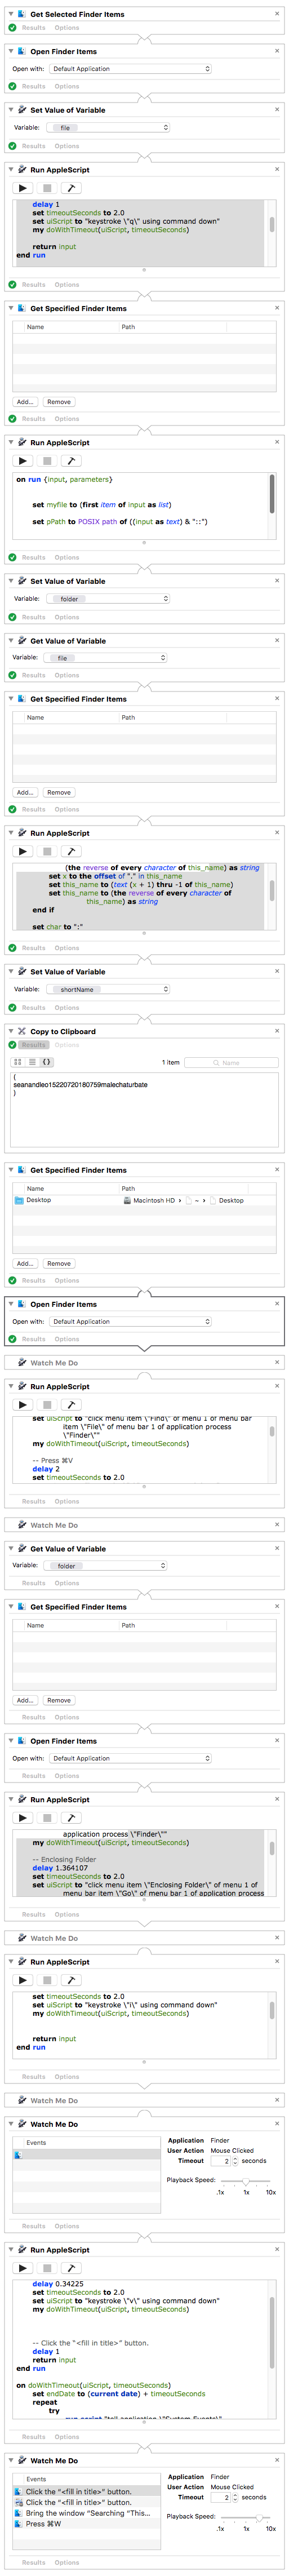 Get Selected Finder Items
Results Options
Open Finder Items
Open with: Default Application
Results Options
Set Value of Variable
Variable: file
Results Options
Run AppleScript
delay 1
set timeoutSeconds to 2.0
set uiScript to "keystroke \"q\" using command down"
my doWithTimeout(uiScript, timeoutSeconds)
return input
end run
Results Options
Get Specified Finder Items
Name Path
Add... Remove
Results Options
Run AppleScript
on run {input, parameters}
set myfile to (first item of input as list)
set pPath to POSIX path of ((input as text) & "::")
Results Options
Set Value of Variable
Variable: folder
Results Options
Get Value of Variable
Variable: file
Results Options
Get Specified Finder Items
Name Path
Add... Remove
Results Options
Run AppleScript
(the reverse of every character of this_name) as string
set x to the offset of "." in this_name
set this_name to (text (x + 1) thru -1 of this_name)
set this_name to (the reverse of every character of
this_name) as string
end if
set char to ":"
Results Options
Set Value of Variable
Variable: shortName
Results Options
Copy to Clipboard
Results Options
1 item Name
(
seanandleo15220720180759malechaturbate
)
Get Specified Finder Items
Name Path
Desktop Macintosh HD ~ Desktop
Add... Remove
Results Options
Open Finder Items
Open with: Default Application
Results Options
Watch Me Do
Run AppleScript
set uiScript to "click menu item \"Find\" of menu 1 of menu bar
item \"File\" of menu bar 1 of application process
\"Finder\""
my doWithTimeout(uiScript, timeoutSeconds)
-- Press ⌘V
delay 2
set timeoutSeconds to 2.0
Results Options
Watch Me Do
Get Value of Variable
Variable: folder
Results Options
Get Specified Finder Items
Name Path
Add... Remove
Results Options
Open Finder Items
Open with: Default Application
Results Options
Run AppleScript
application process \"Finder\""
my doWithTimeout(uiScript, timeoutSeconds)
-- Enclosing Folder
delay 1.364107
set timeoutSeconds to 2.0
set uiScript to "click menu item \"Enclosing Folder\" of menu 1 of
menu bar item \"Go\" of menu bar 1 of application process
Results Options
Watch Me Do
Run AppleScript
set timeoutSeconds to 2.0
set uiScript to "keystroke \"i\" using command down"
my doWithTimeout(uiScript, timeoutSeconds)
return input
end run
Results Options
Watch Me Do
Watch Me Do
Events
Application Finder
User Action Mouse Clicked
Timeout 2 seconds
Playback Speed:
.1x 1x 10x
Results Options
Run AppleScript
delay 0.34225
set timeoutSeconds to 2.0
set uiScript to "keystroke \"v\" using command down"
my doWithTimeout(uiScript, timeoutSeconds)
-- Click the "<fill in title>" button.
delay 1
return input
end run
on doWithTimeout(uiScript, timeoutSeconds)
set endDate to (current date) + timeoutSeconds
repeat
try
run script "tell application \"System Events\"
Results Options
Watch Me Do
Events
Click the "<fill in title>" button.
Click the "<fill in title>" button.
Bring the window "Searching "This...
Press ⌘W
Application Finder
User Action Mouse Clicked
Timeout 2 seconds
Playback Speed:
.1x 1x 10x
Results Options